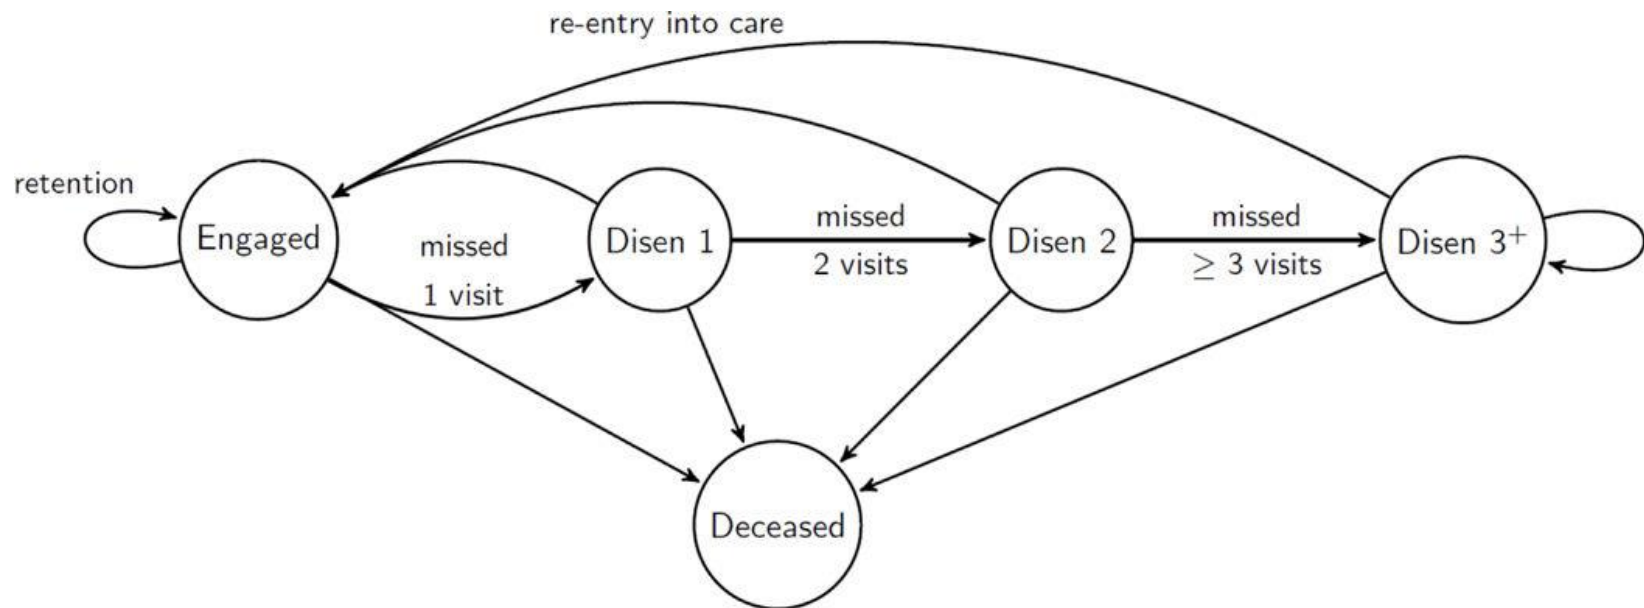 re-entry into care
retention
Engaged
missed
1 visit
Disen 1
missed
2 visits
Disen 2
missed
≥ 3 visits
Disen 3⁺
Deceased